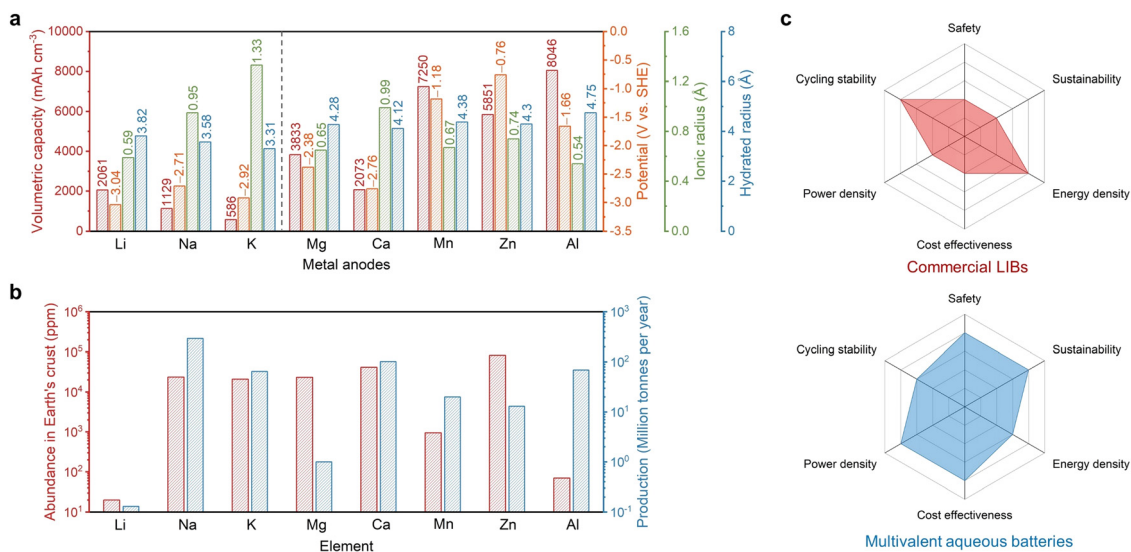 a
Volumetric capacity (mAh cm⁻³)
10000
8000
6000
4000
2000
0
2061
−3.04
0.59
3.82
1129
−2.71
0.95
3.58
586
−2.92
1.33
3.31
3833
−2.38
0.65
4.28
2073
−2.76
0.99
4.12
7250
−1.18
0.67
4.38
5851
−0.76
0.74
4.3
8046
−1.66
0.54
4.75
0.0
-0.5
-1.0
-1.5
-2.0
-2.5
-3.0
-3.5
Potential (V vs. SHE)
1.6
1.2
0.8
0.4
0.0
Ionic radius (Å)
8
6
4
2
0
Hydrated radius (Å)
Li Na K Mg Ca Mn Zn Al
Metal anodes
b
Abundance in Earth's crust (ppm)
10⁶
10⁵
10⁴
10³
10²
10¹
10³
10²
10¹
10⁰
10⁻¹
Production (Million tonnes per year)
Li Na K Mg Ca Mn Zn Al
Element
c
Safety
Cycling stability
Sustainability
Power density
Energy density
Cost effectiveness
Commercial LIBs
Safety
Cycling stability
Sustainability
Power density
Energy density
Cost effectiveness
Multivalent aqueous batteries